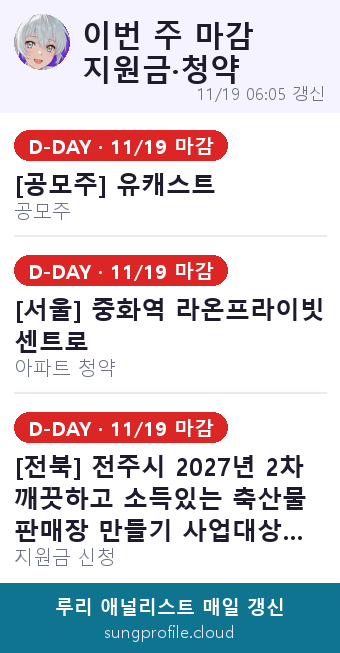 이번 주 마감
지원금·청약
11/19 06:05 갱신
D-DAY · 11/19 마감
[공모주] 유캐스트
공모주
D-DAY · 11/19 마감
[서울] 중화역 라온프라이빗
센트로
아파트 청약
D-DAY · 11/19 마감
[전북] 전주시 2027년 2차
깨끗하고 소득있는 축산물
판매장 만들기 사업대상...
지원금 신청
루리 애널리스트 매일 갱신
sungprofile.cloud